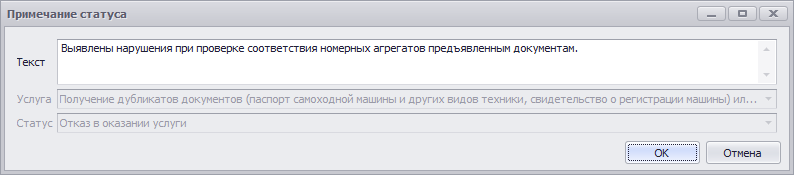 Примечание статуса
Текст
Выявлены нарушения при проверке соответствия номерных агрегатов предъявленным документам.
Услуга
Получение дубликатов документов (паспорт самоходной машины и других видов техники, свидетельство о регистрации машины) ил...
Статус
Отказ в оказании услуги
OK
Отмена